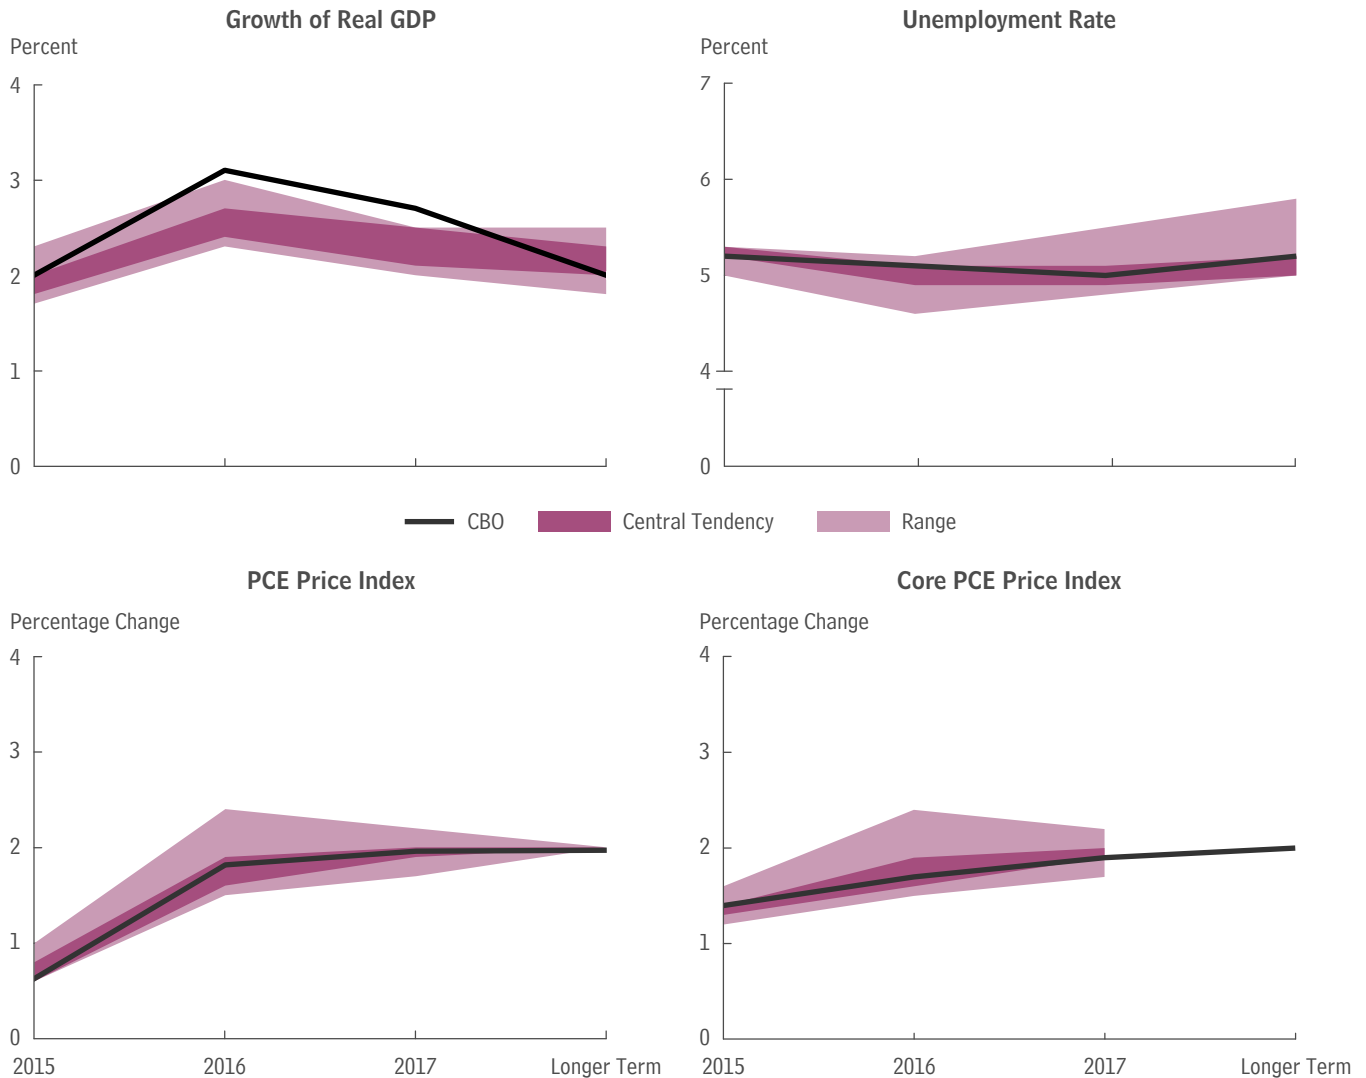 Growth of Real GDP
Percent
4
3
2
1
0
Unemployment Rate
Percent
7
6
5
4
0
CBO Central Tendency Range
PCE Price Index
Percentage Change
4
3
2
1
0
2015 2016 2017 Longer Term
Core PCE Price Index
Percentage Change
4
3
2
1
0
2015 2016 2017 Longer Term